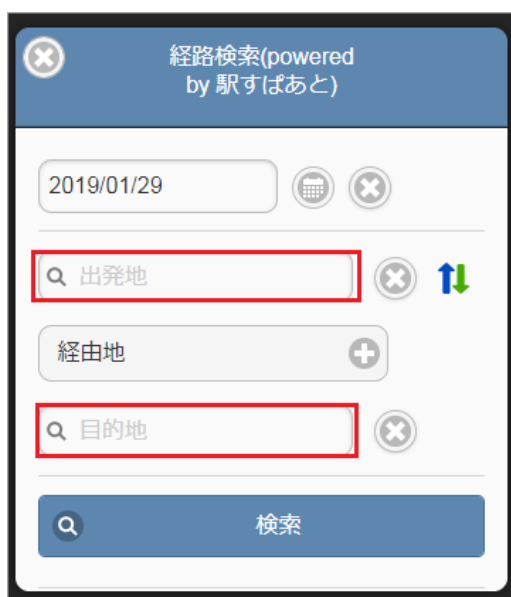 経路検索(powered
by 駅すぱあと)
2019/01/29
出発地
経由地
目的地
検索